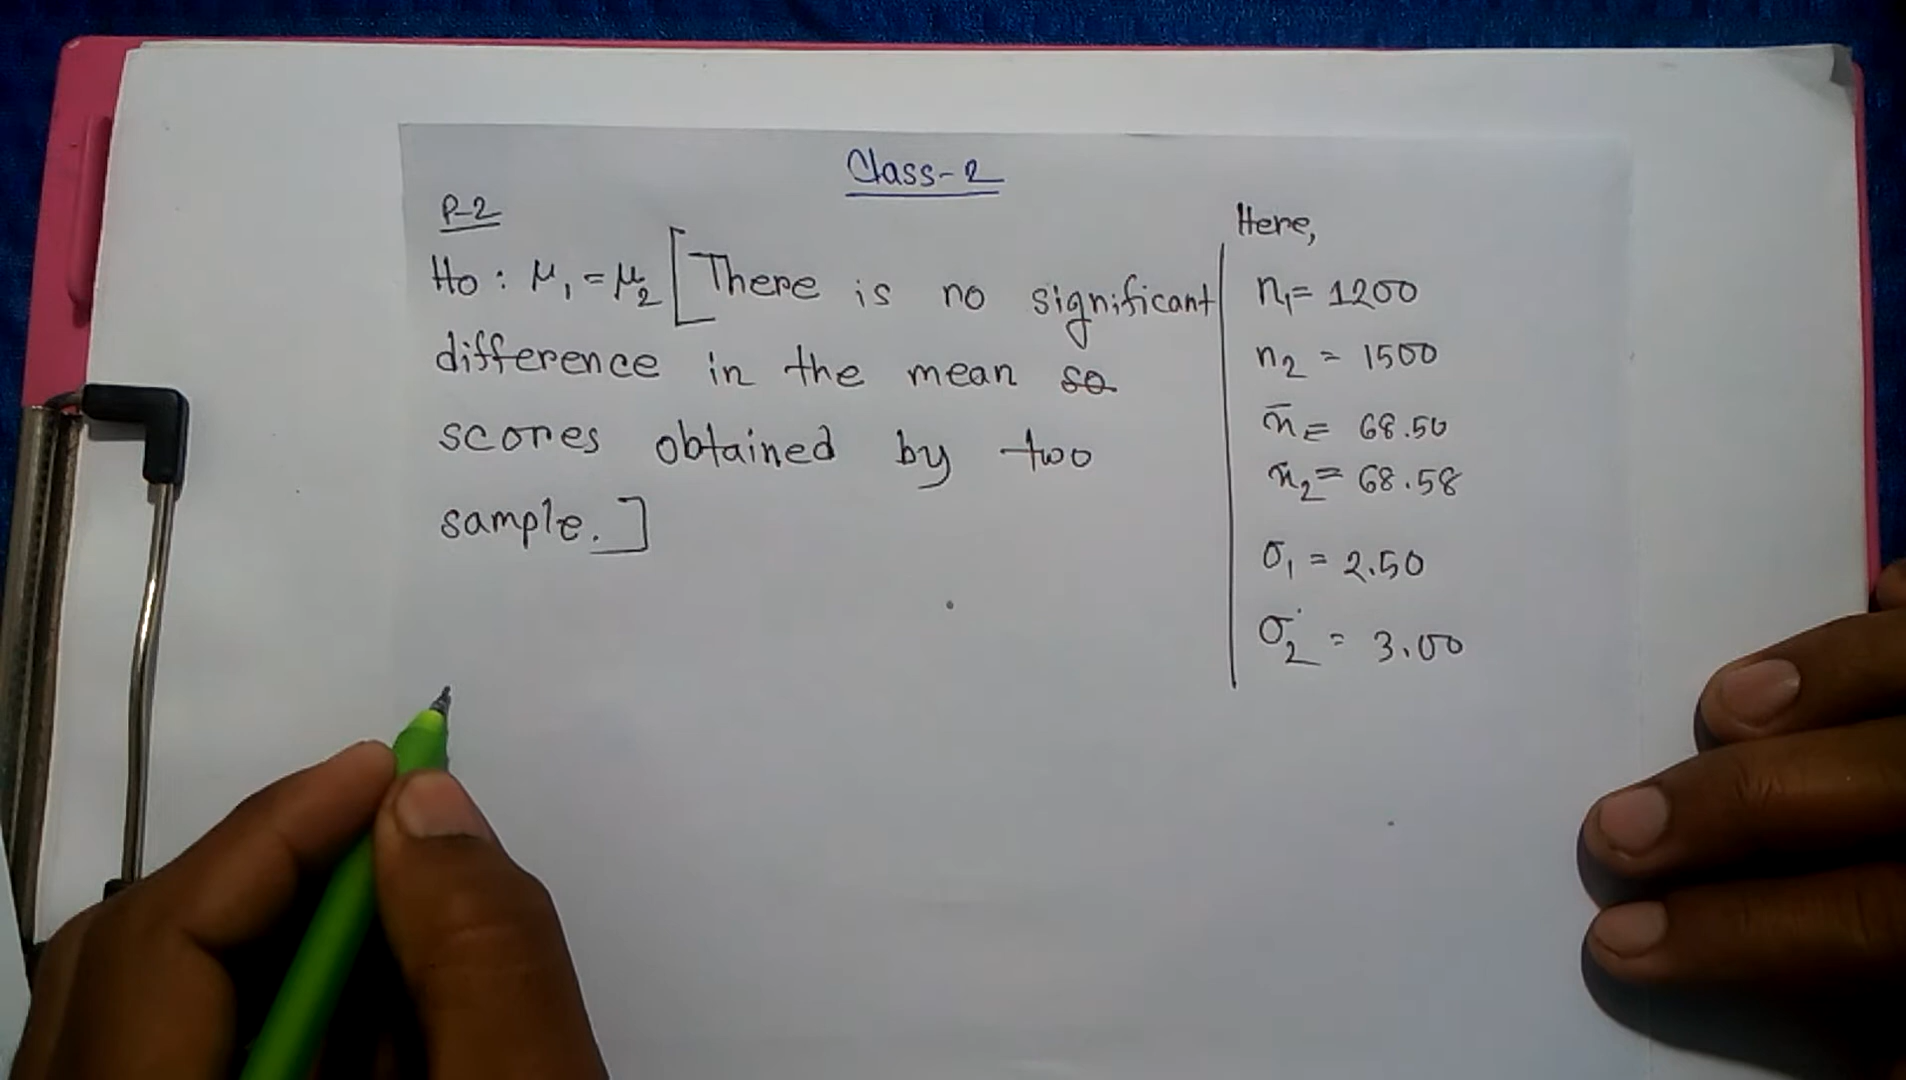 Class-2
P-2
Ho: μ₁ = μ₂ [There is no significant
difference in the mean so
scores obtained by two
sample.]
Here,
n₁= 1200
n₂ = 1500
x̄ = 68.50
x̄₂ = 68.58
σ₁ = 2.50
σ₂ = 3.00